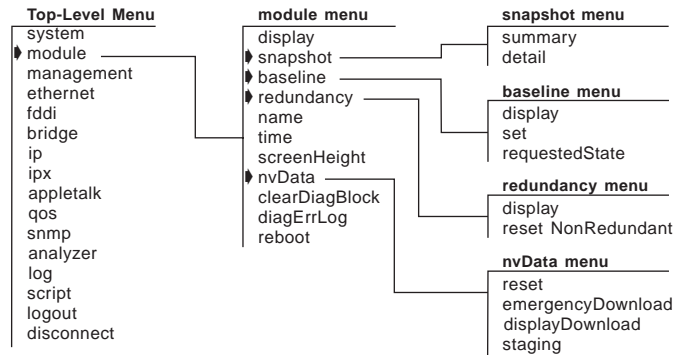 Top-Level Menu
system
module
management
ethernet
fddi
bridge
ip
ipx
appletalk
qos
snmp
analyzer
log
script
logout
disconnect
module menu
display
snapshot
baseline
redundancy
name
time
screenHeight
nvData
clearDiagBlock
diagErrLog
reboot
snapshot menu
summary
detail
baseline menu
display
set
requestedState
redundancy menu
display
reset NonRedundant
nvData menu
reset
emergencyDownload
displayDownload
staging